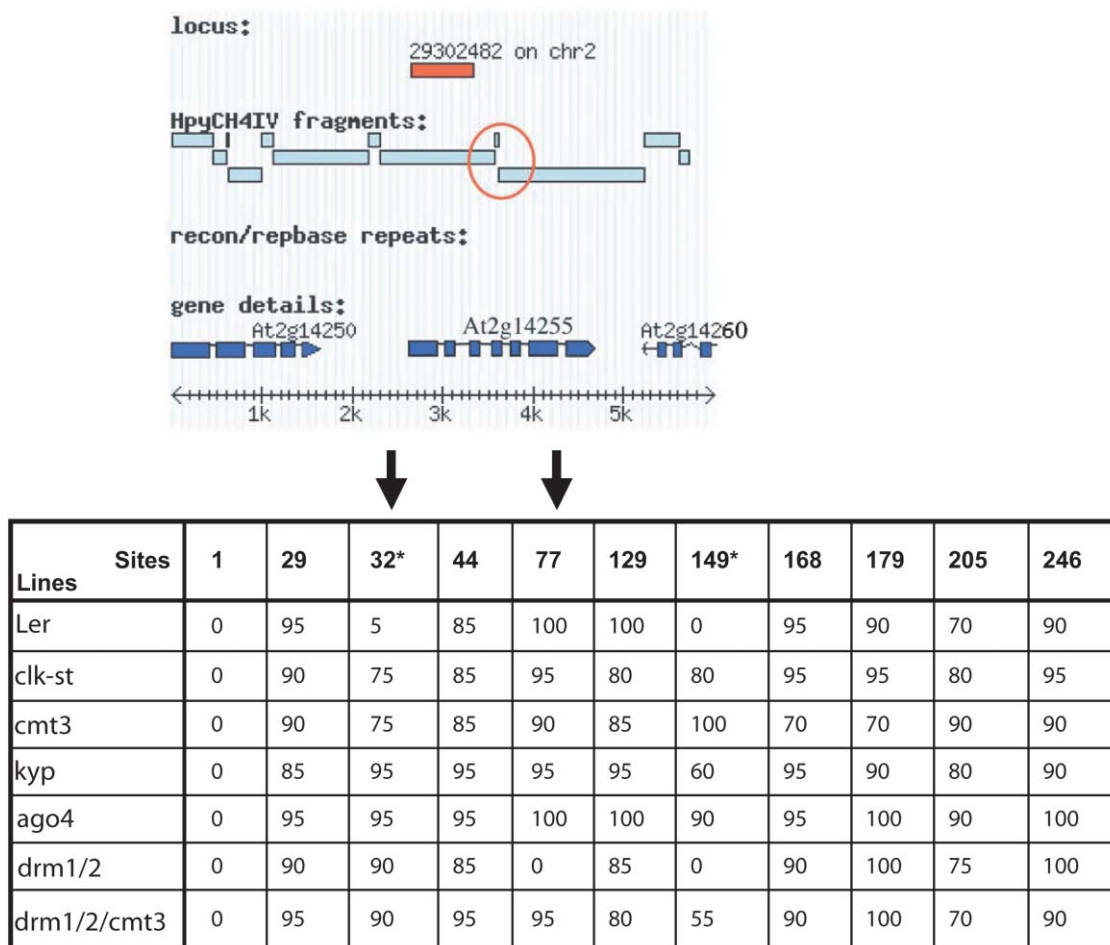 locus:
29302482 on chr2
HpyCH4IV fragments:
recon/repbase repeats:
gene details:
At2g14250 At2g14255 At2g14260
1k 2k 3k 4k 5k
Lines Sites 1 29 32* 44 77 129 149* 168 179 205 246
Ler 0 95 5 85 100 100 0 95 90 70 90
clk-st 0 90 75 85 95 80 80 95 95 80 95
cmt3 0 90 75 85 90 85 100 70 70 90 90
kyp 0 85 95 95 95 95 60 95 90 80 90
ago4 0 95 95 95 100 100 90 95 100 90 100
drm1/2 0 90 90 85 0 85 0 90 100 75 100
drm1/2/cmt3 0 95 90 95 95 80 55 90 100 70 90